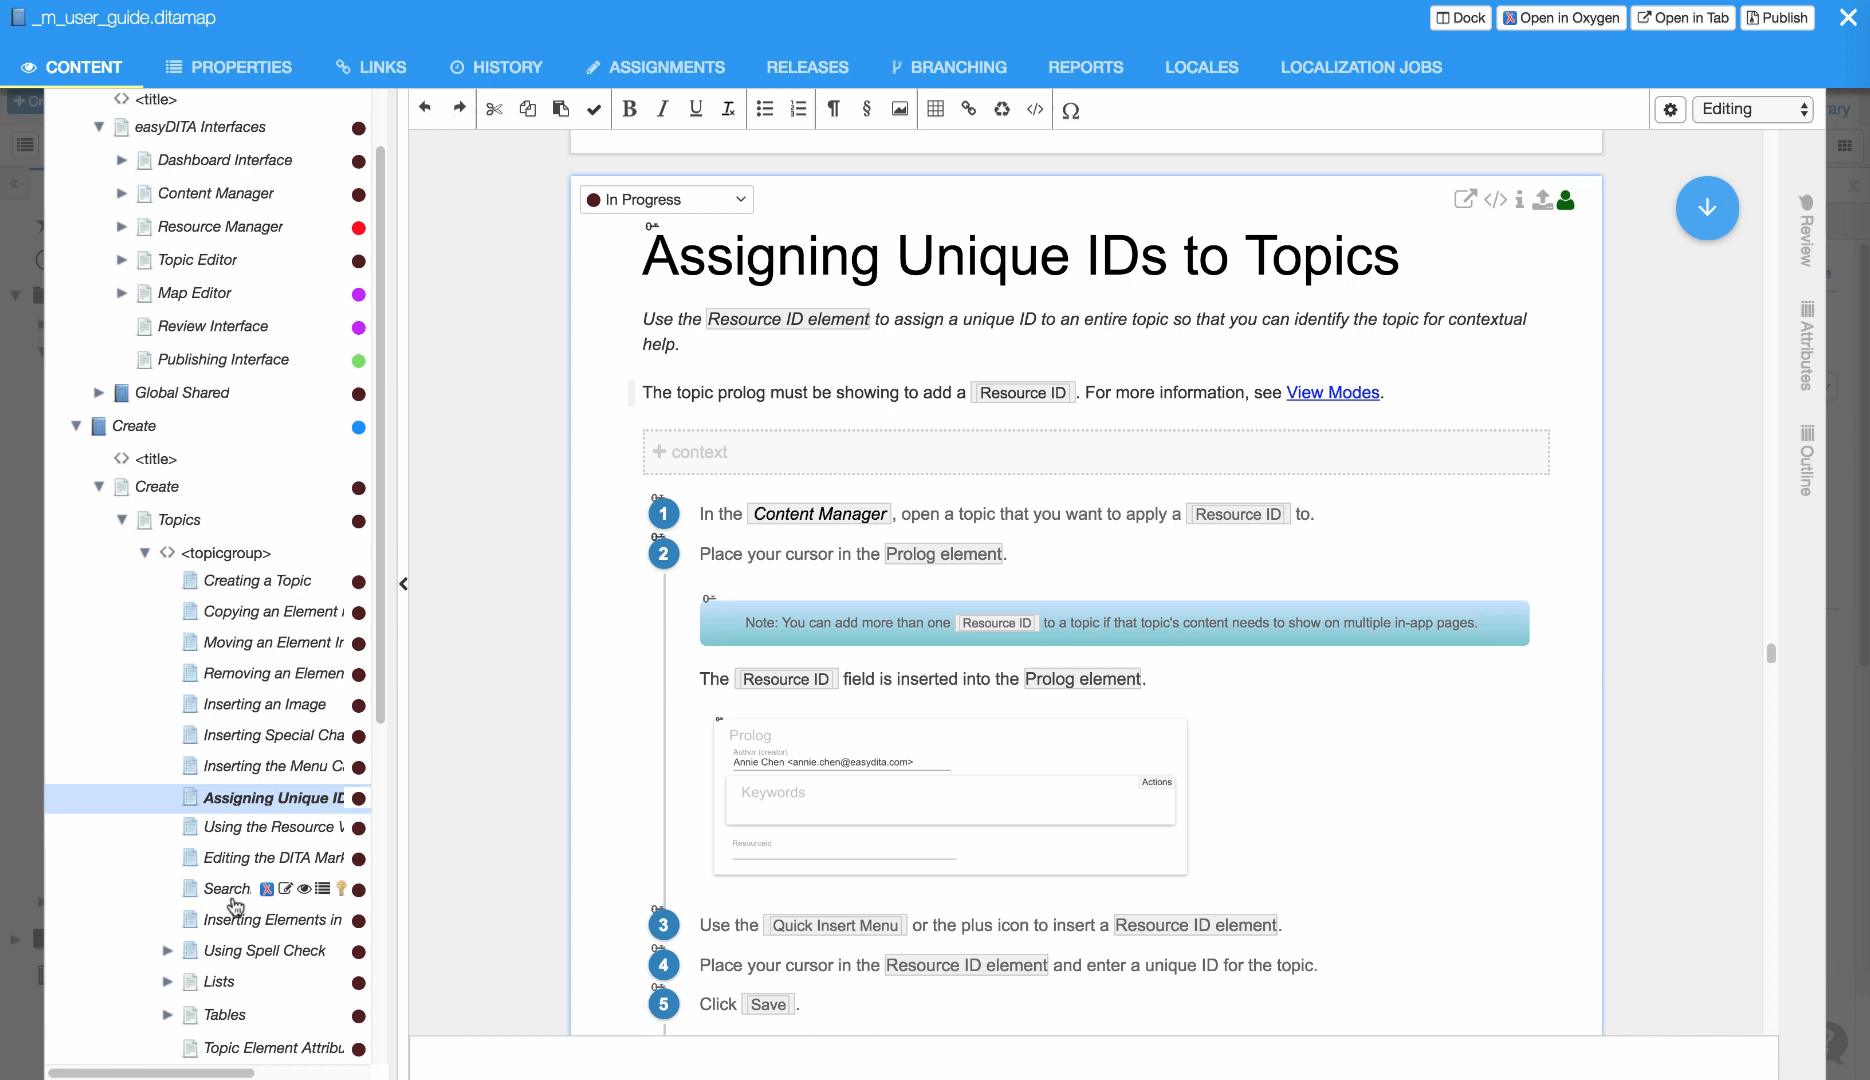 _m_user_guide.ditamap
Dock
Open in Oxygen
Open in Tab
Publish
CONTENT
PROPERTIES
LINKS
HISTORY
ASSIGNMENTS
RELEASES
BRANCHING
REPORTS
LOCALES
LOCALIZATION JOBS
<title>
easyDITA Interfaces
Dashboard Interface
Content Manager
Resource Manager
Topic Editor
Map Editor
Review Interface
Publishing Interface
Global Shared
Create
<title>
Create
Topics
<topicgroup>
Creating a Topic
Copying an Element
Moving an Element Ir
Removing an Elemen
Inserting an Image
Inserting Special Cha
Inserting the Menu Ca
Assigning Unique ID
Using the Resource V
Editing the DITA Mark
Search
Inserting Elements in
Using Spell Check
Lists
Tables
Topic Element Attribu
B I U
Editing
In Progress
Assigning Unique IDs to Topics
Use the Resource ID element to assign a unique ID to an entire topic so that you can identify the topic for contextual
help.
The topic prolog must be showing to add a Resource ID . For more information, see View Modes.
+ context
1 In the Content Manager , open a topic that you want to apply a Resource ID to.
2 Place your cursor in the Prolog element.
Note: You can add more than one Resource ID to a topic if that topic's content needs to show on multiple in-app pages.
The Resource ID field is inserted into the Prolog element.
Prolog
Author (creator)
Annie Chen <annie.chen@easydita.com>
Actions
Keywords
Resourceid
3 Use the Quick Insert Menu or the plus icon to insert a Resource ID element.
4 Place your cursor in the Resource ID element and enter a unique ID for the topic.
5 Click Save .
Review
Attributes
Outline